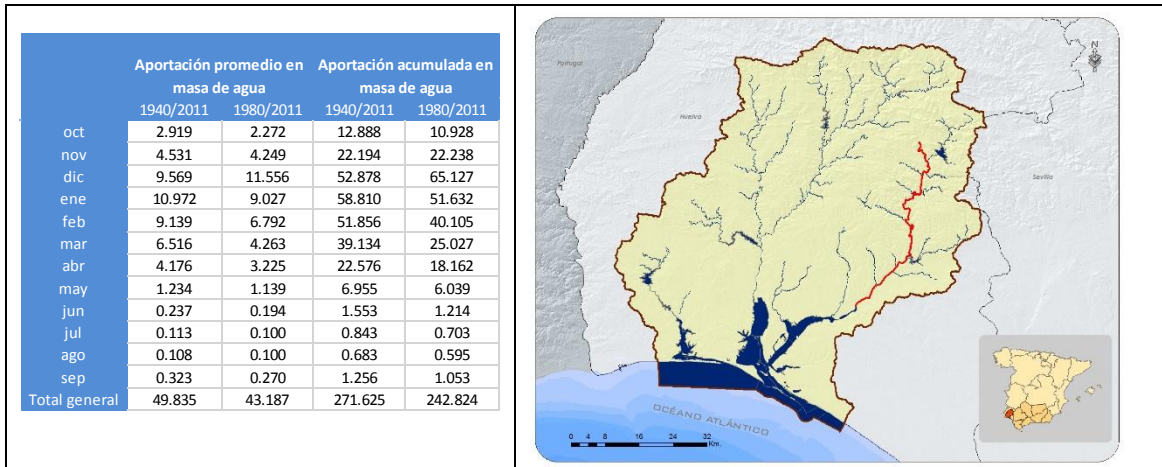 Aportación promedio en masa de agua Aportación acumulada en masa de agua
1940/2011 1980/2011 1940/2011 1980/2011
oct 2.919 2.272 12.888 10.928
nov 4.531 4.249 22.194 22.238
dic 9.569 11.556 52.878 65.127
ene 10.972 9.027 58.810 51.632
feb 9.139 6.792 51.856 40.105
mar 6.516 4.263 39.134 25.027
abr 4.176 3.225 22.576 18.162
may 1.234 1.139 6.955 6.039
jun 0.237 0.194 1.553 1.214
jul 0.113 0.100 0.843 0.703
ago 0.108 0.100 0.683 0.595
sep 0.323 0.270 1.256 1.053
Total general 49.835 43.187 271.625 242.824
N
Portugal
Huelva
Sevilla
OCÉANO ATLÁNTICO
0 4 8 16 24 32
Km.